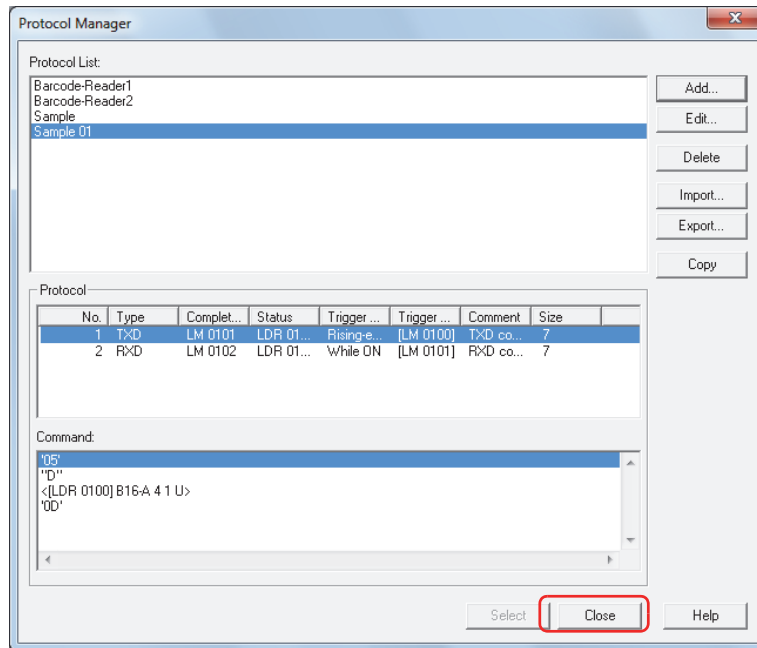 Protocol Manager
x
Protocol List:
Barcode-Reader1
Barcode-Reader2
Sample
Sample 01
Add...
Edit...
Delete
Import...
Export...
Copy
Protocol
No. Type Complet... Status Trigger ... Trigger ... Comment Size
1 TXD LM 0101 LDR 01... Rising-e... [LM 0100] TXD co... 7
2 RXD LM 0102 LDR 01... While ON [LM 0101] RXD co... 7
Command:
'05'
"D"
<[LDR 0100] B16-A 4 1 U>
'0D'
Select Close Help